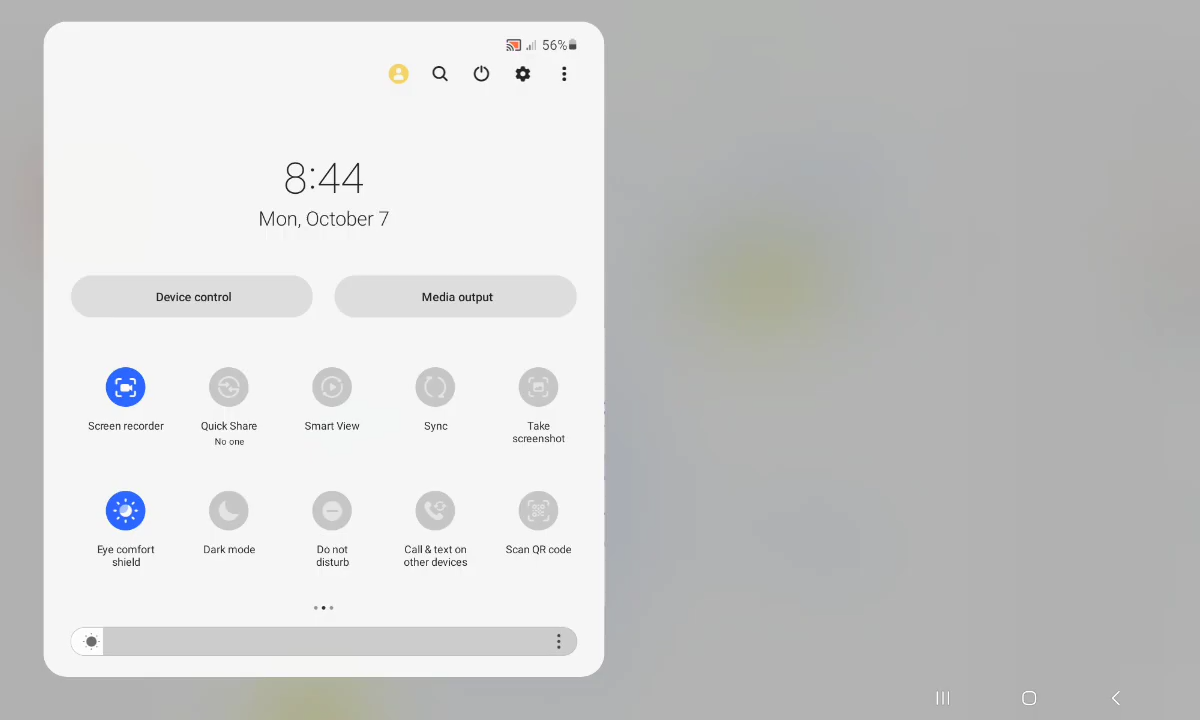 56%
8:44
Mon, October 7
Device control
Media output
Screen recorder
Quick Share
No one
Smart View
Sync
Take
screenshot
Eye comfort
shield
Dark mode
Do not
disturb
Call & text on
other devices
Scan QR code